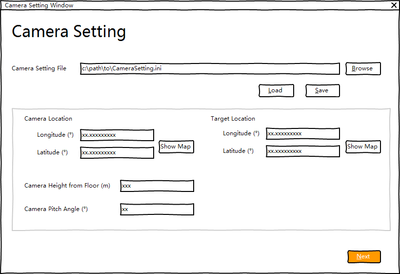 Camera Setting Window
Camera Setting
Camera Setting File c:\path\to\CameraSetting.ini Browse
Load Save
Camera Location Target Location
Longitude (°) xx.xxxxxxxxx Longitude (°) xx.xxxxxxxxx
Latitude (°) xx.xxxxxxxxx Show Map Latitude (°) xx.xxxxxxxxx Show Map
Camera Height from Floor (m) xxx
Camera Pitch Angle (°) xx
Next